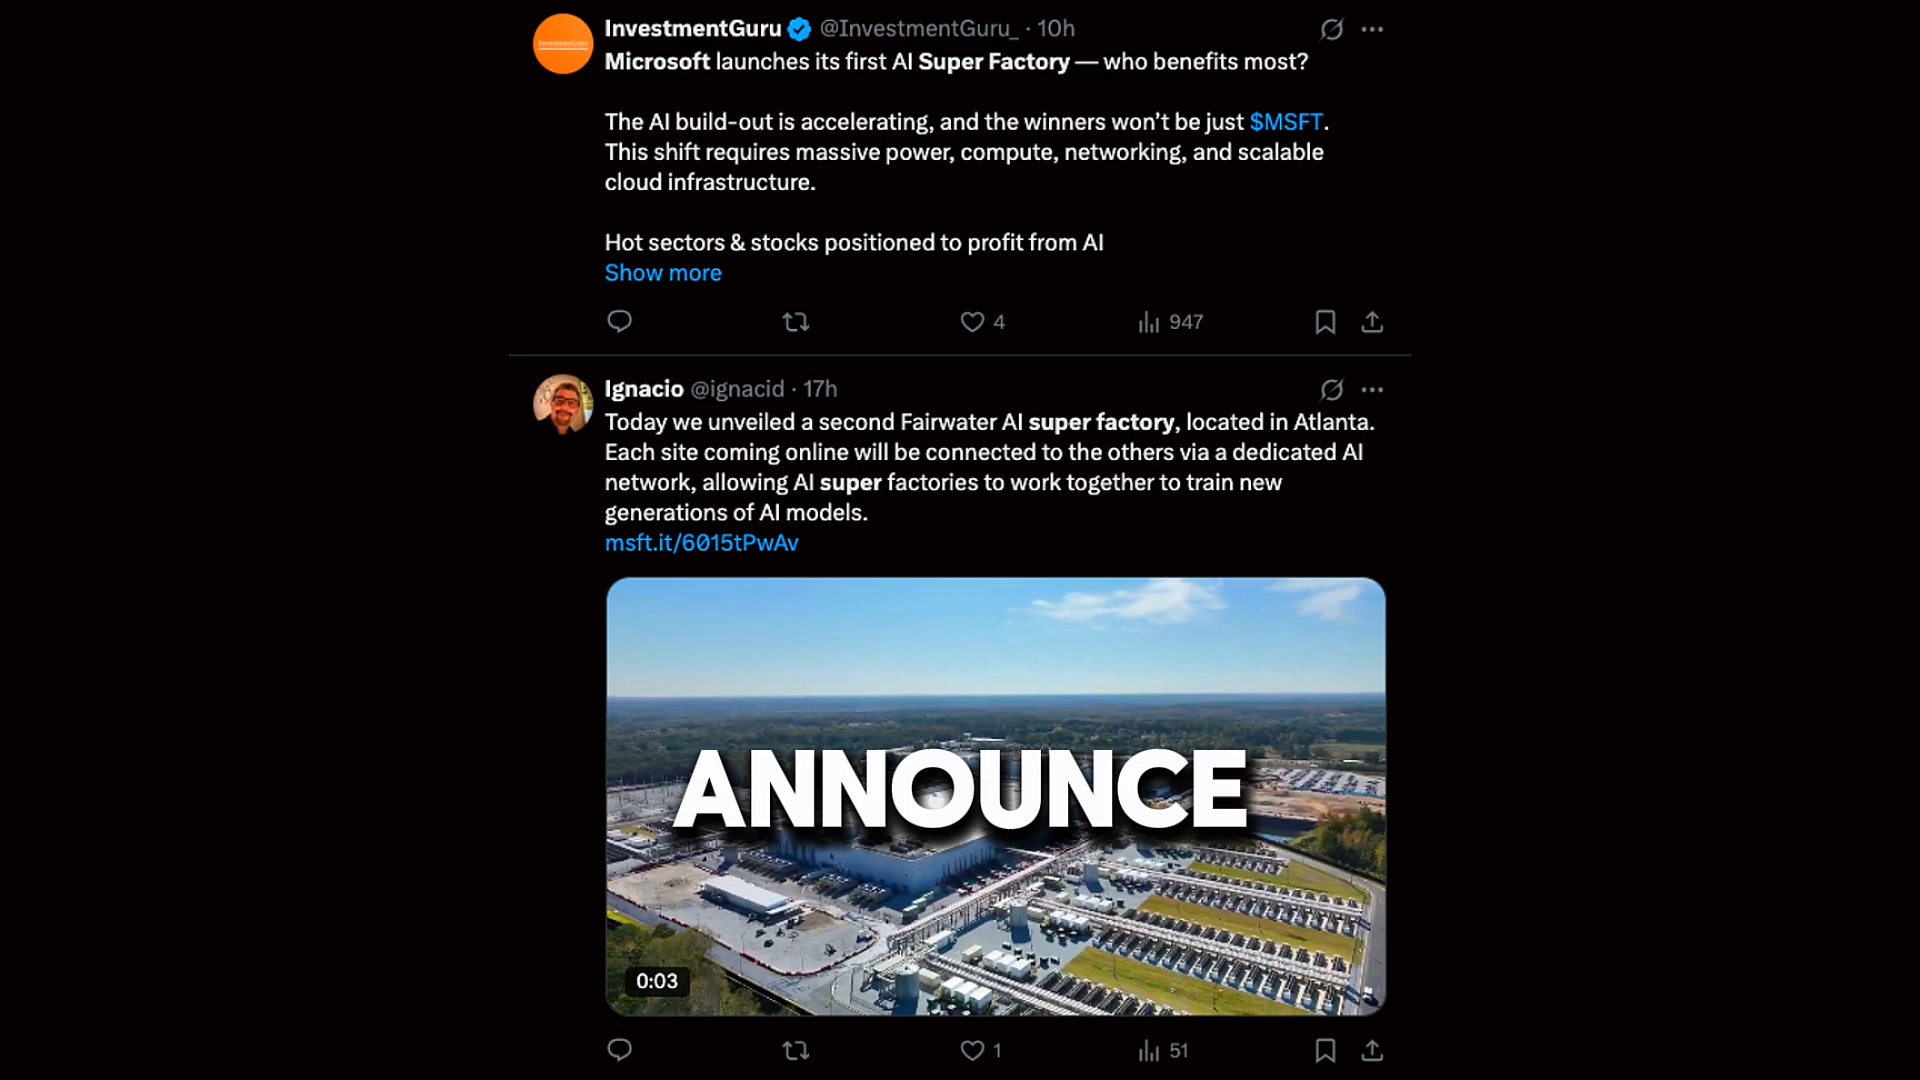 InvestmentGuru @InvestmentGuru_ · 10h
Microsoft launches its first AI Super Factory — who benefits most?
The AI build-out is accelerating, and the winners won't be just $MSFT.
This shift requires massive power, compute, networking, and scalable
cloud infrastructure.
Hot sectors & stocks positioned to profit from AI
Show more
4 947
Ignacio @ignacid · 17h
Today we unveiled a second Fairwater AI super factory, located in Atlanta.
Each site coming online will be connected to the others via a dedicated AI
network, allowing AI super factories to work together to train new
generations of AI models.
msft.it/6015tPwAv
ANNOUNCE
0:03
1 51